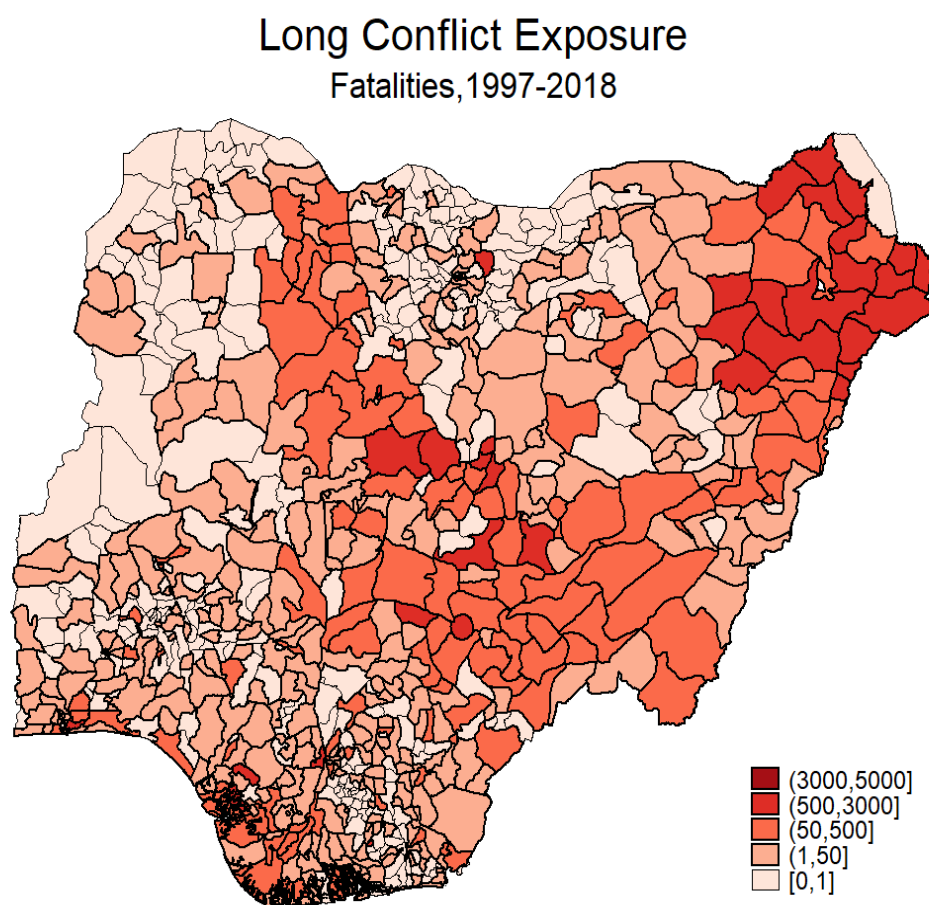 Long Conflict Exposure
Fatalities,1997-2018
(3000,5000]
(500,3000]
(50,500]
(1,50]
[0,1]